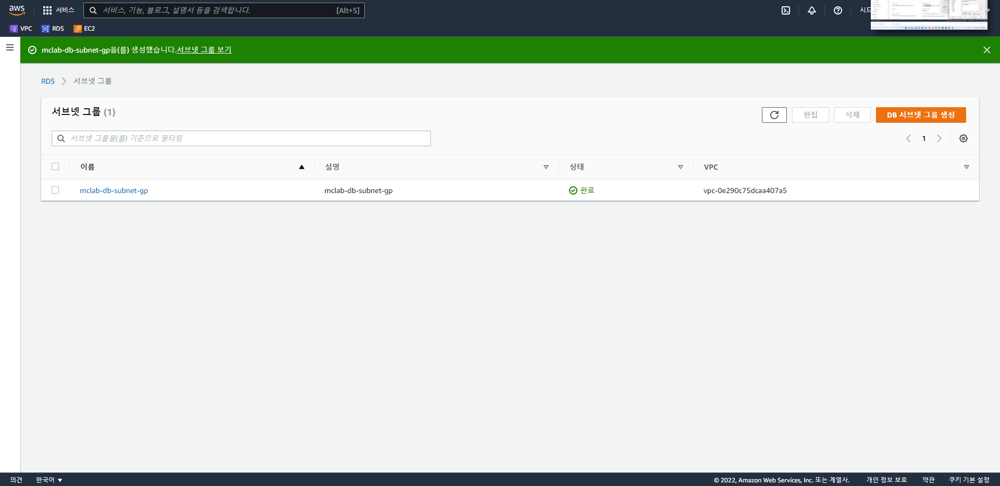 aws 서비스 서비스, 기능, 블로그, 설명서 등을 검색합니다. [Alt+S] 시드
VPC RDS EC2
mclab-db-subnet-gp을(를) 생성했습니다.서브넷 그룹 보기
RDS 서브넷 그룹
서브넷 그룹 (1) 편집 삭제 DB 서브넷 그룹 생성
서브넷 그룹을(를) 기준으로 필터링 1
이름 설명 상태 VPC
mclab-db-subnet-gp mclab-db-subnet-gp 완료 vpc-0e290c75dcaa407a5
의견 한국어 © 2022, Amazon Web Services, Inc. 또는 계열사. 개인 정보 보호 약관 쿠키 기본 설정